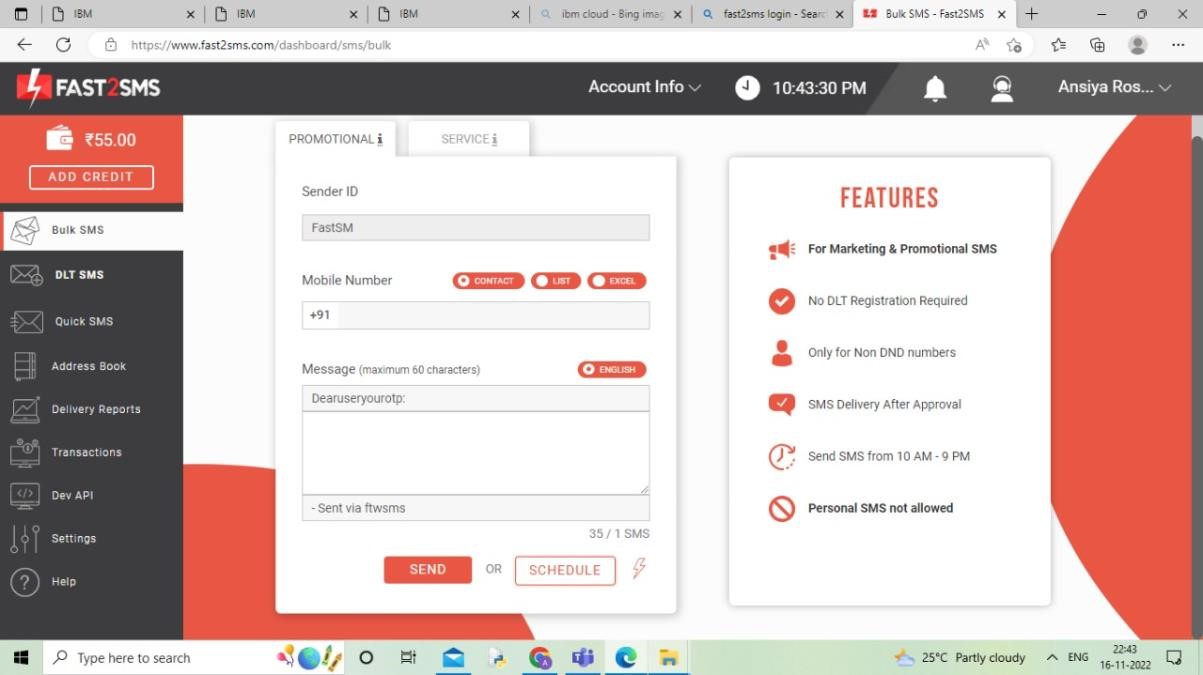 IBM
IBM
IBM
ibm cloud - Bing imag
fast2sms login - Search
Bulk SMS - Fast2SMS
https://www.fast2sms.com/dashboard/sms/bulk
FAST2SMS
Account Info
10:43:30 PM
Ansiya Ros...
₹55.00
ADD CREDIT
Bulk SMS
DLT SMS
Quick SMS
Address Book
Delivery Reports
Transactions
Dev API
Settings
Help
PROMOTIONAL i
SERVICE i
Sender ID
FastSM
Mobile Number
CONTACT
LIST
EXCEL
+91
Message (maximum 60 characters)
ENGLISH
Dearuseryourotp:
- Sent via ftwsms
35 / 1 SMS
SEND
OR
SCHEDULE
FEATURES
For Marketing & Promotional SMS
No DLT Registration Required
Only for Non DND numbers
SMS Delivery After Approval
Send SMS from 10 AM - 9 PM
Personal SMS not allowed
Type here to search
25°C Partly cloudy
ENG
22:43
16-11-2022